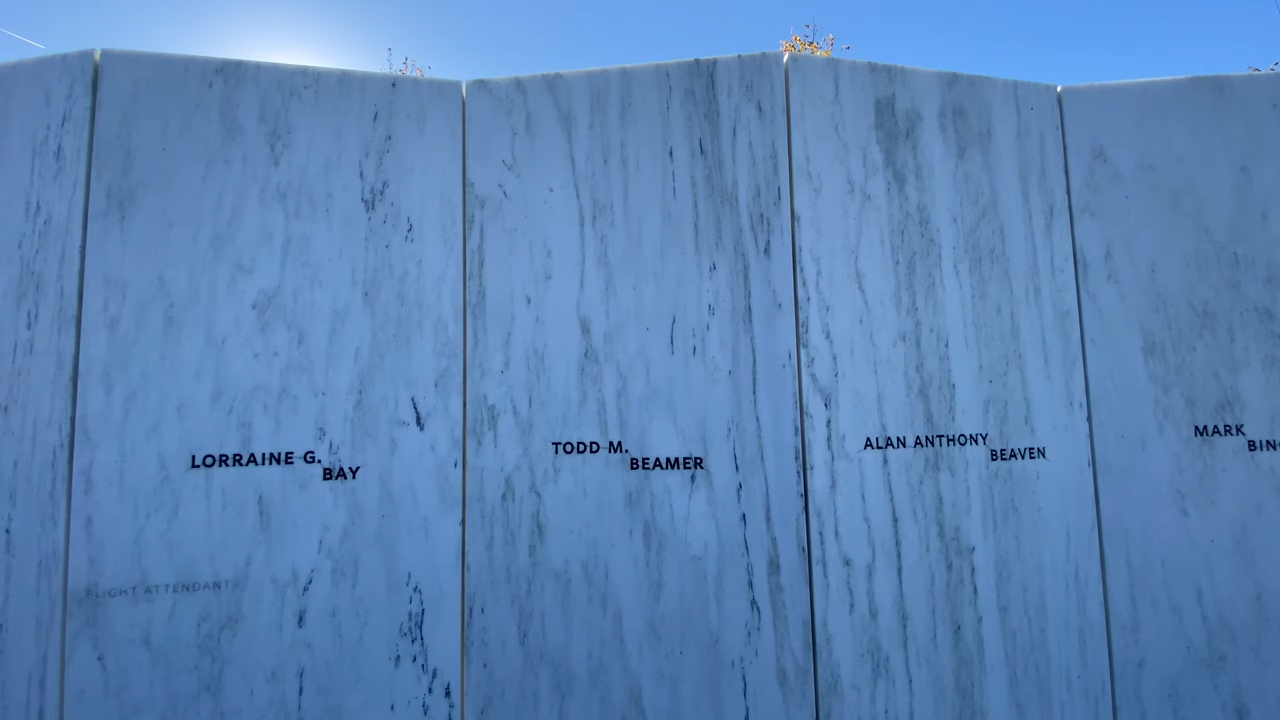 LORRAINE G.
BAY
FLIGHT ATTENDANT
TODD M.
BEAMER
ALAN ANTHONY
BEAVEN
MARK